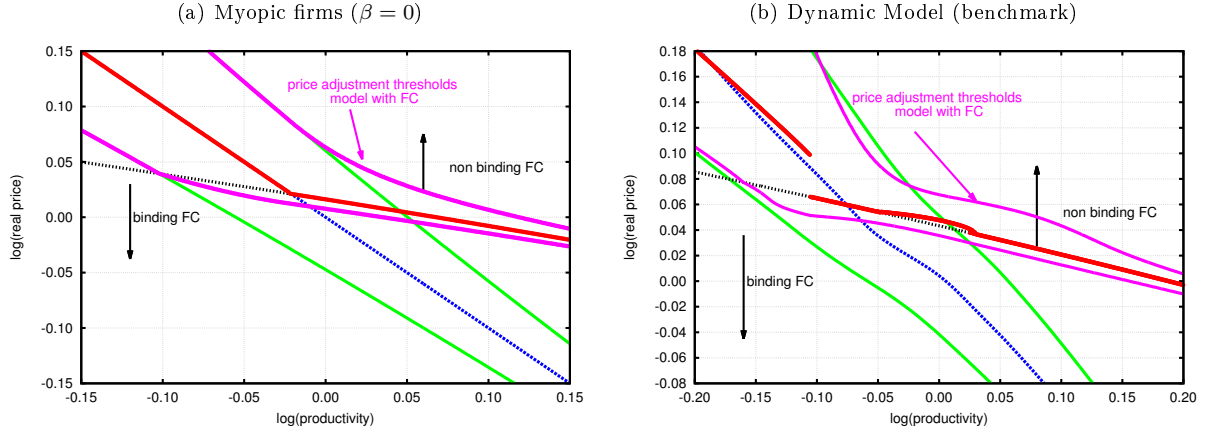 (a) Myopic firms (β = 0)
0.15
0.10
0.05
0.00
-0.05
-0.10
-0.15
log(real price)
price adjustment thresholds
model with FC
non binding FC
binding FC
-0.15 -0.10 -0.05 0.00 0.05 0.10 0.15
log(productivity)
(b) Dynamic Model (benchmark)
0.18
0.16
0.14
0.12
0.10
0.08
0.06
0.04
0.02
0.00
-0.02
-0.04
-0.06
-0.08
log(real price)
price adjustment thresholds
model with FC
non binding FC
binding FC
-0.20 -0.15 -0.10 -0.05 0.00 0.05 0.10 0.15 0.20
log(productivity)